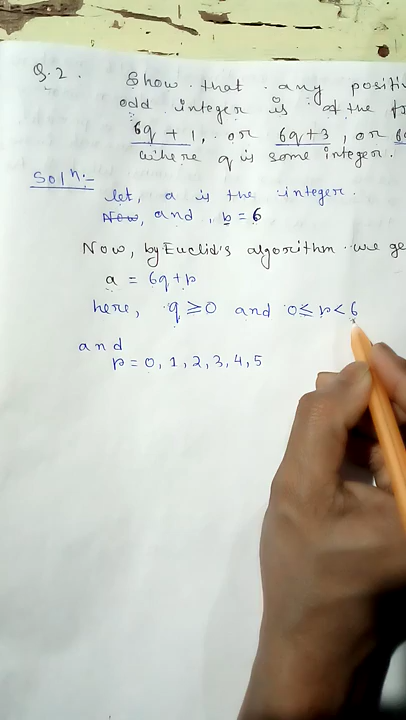 Q.2. Show that any positiv
odd integer is of the fo
6q + 1, or 6q + 3, or 6
where q is some integer.
Solⁿ:-
let, a is the integer.
Now, and, b = 6
Now, by Euclid's algorithm we ge
a = 6q + r
here, q ≥ 0 and 0 ≤ r < 6
and
r = 0, 1, 2, 3, 4, 5